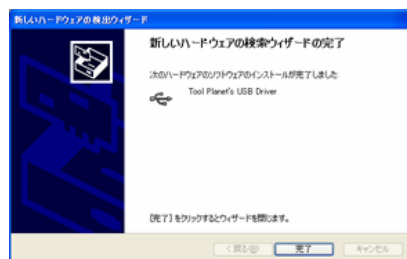 新しいハードウェアの検出ウィザード
新しいハードウェアの検索ウィザードの完了
次のハードウェアのソフトウェアのインストールが完了しました:
Tool Planet's USB Driver
[完了] をクリックするとウィザードを閉じます。
< 戻る(B)
完了
キャンセル